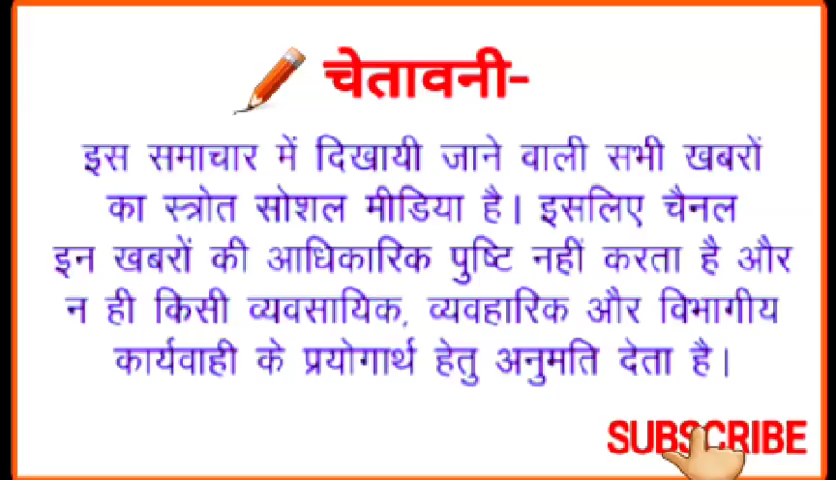 चेतावनी-
इस समाचार में दिखायी जाने वाली सभी खबरों
का स्त्रोत सोशल मीडिया है। इसलिए चैनल
इन खबरों की आधिकारिक पुष्टि नहीं करता है और
न ही किसी व्यवसायिक, व्यवहारिक और विभागीय
कार्यवाही के प्रयोगार्थ हेतु अनुमति देता है।
SUBSCRIBE